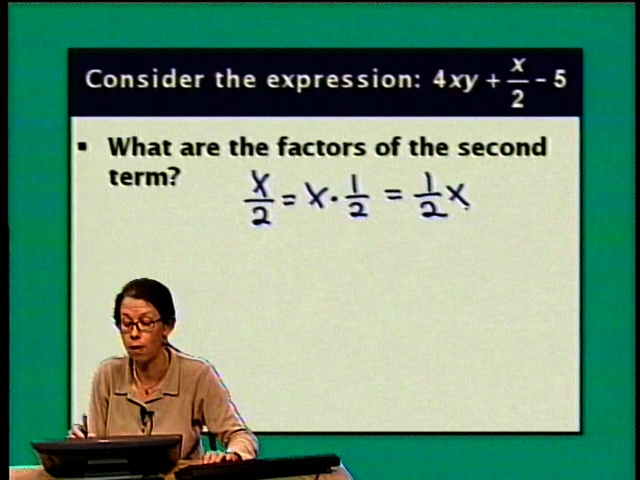 Consider the expression: 4xy + x/2 - 5
▪ What are the factors of the second
term? x/2 = x · 1/2 = 1/2 x